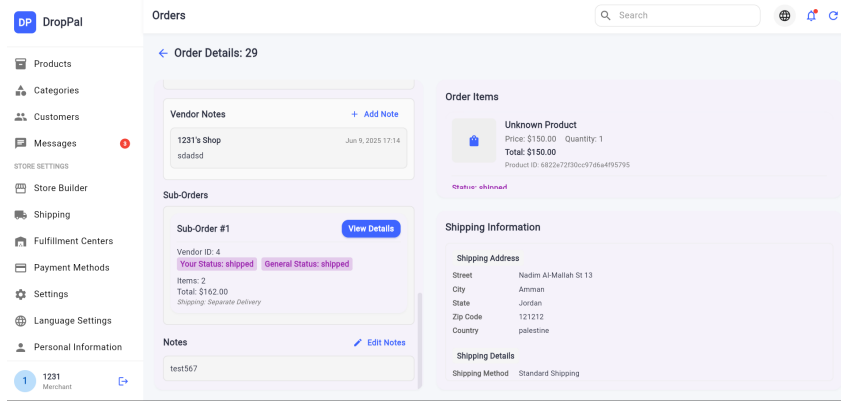 DP DropPal
Orders
Search
Products
Categories
Customers
Messages 3
STORE SETTINGS
Store Builder
Shipping
Fulfillment Centers
Payment Methods
Settings
Language Settings
Personal Information
1 1231
Merchant
Order Details: 29
Vendor Notes
Add Note
1231's Shop
Jun 9, 2025 17:14
sdadsd
Sub-Orders
Sub-Order #1
View Details
Vendor ID: 4
Your Status: shipped General Status: shipped
Items: 2
Total: $162.00
Shipping: Separate Delivery
Notes
Edit Notes
test567
Order Items
Unknown Product
Price: $150.00 Quantity: 1
Total: $150.00
Product ID: 6822e72f30cc97d6a4f95795
Status: shipped
Shipping Information
Shipping Address
Street Nadim Al-Mallah St 13
City Amman
State Jordan
Zip Code 121212
Country palestine
Shipping Details
Shipping Method Standard Shipping